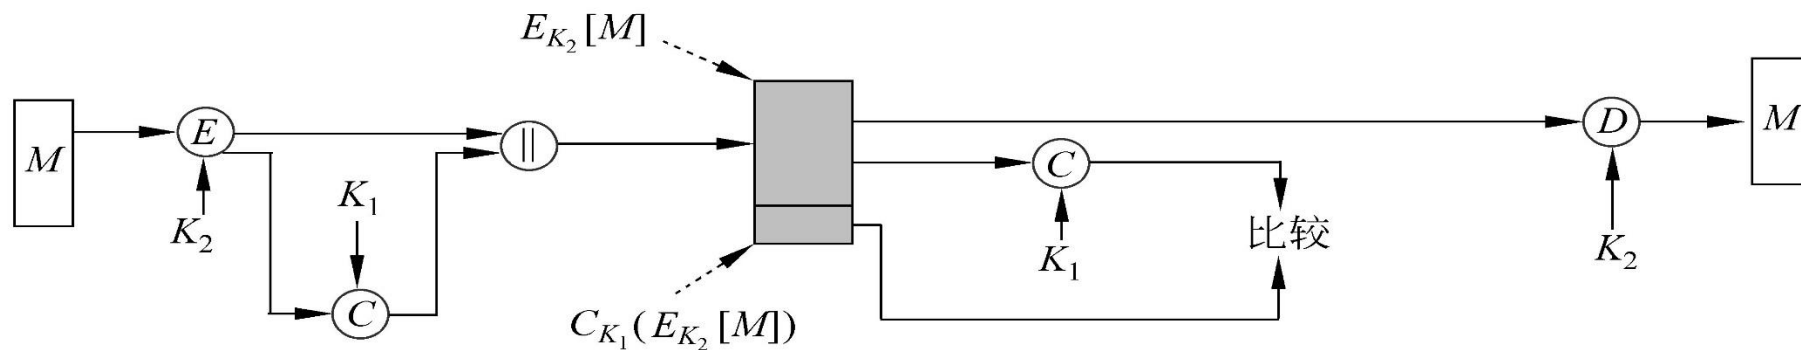 E_{K_2}[M]
M
E
K_2
K_1
C
||
C_{K_1}(E_{K_2}[M])
C
K_1
比较
D
K_2
M